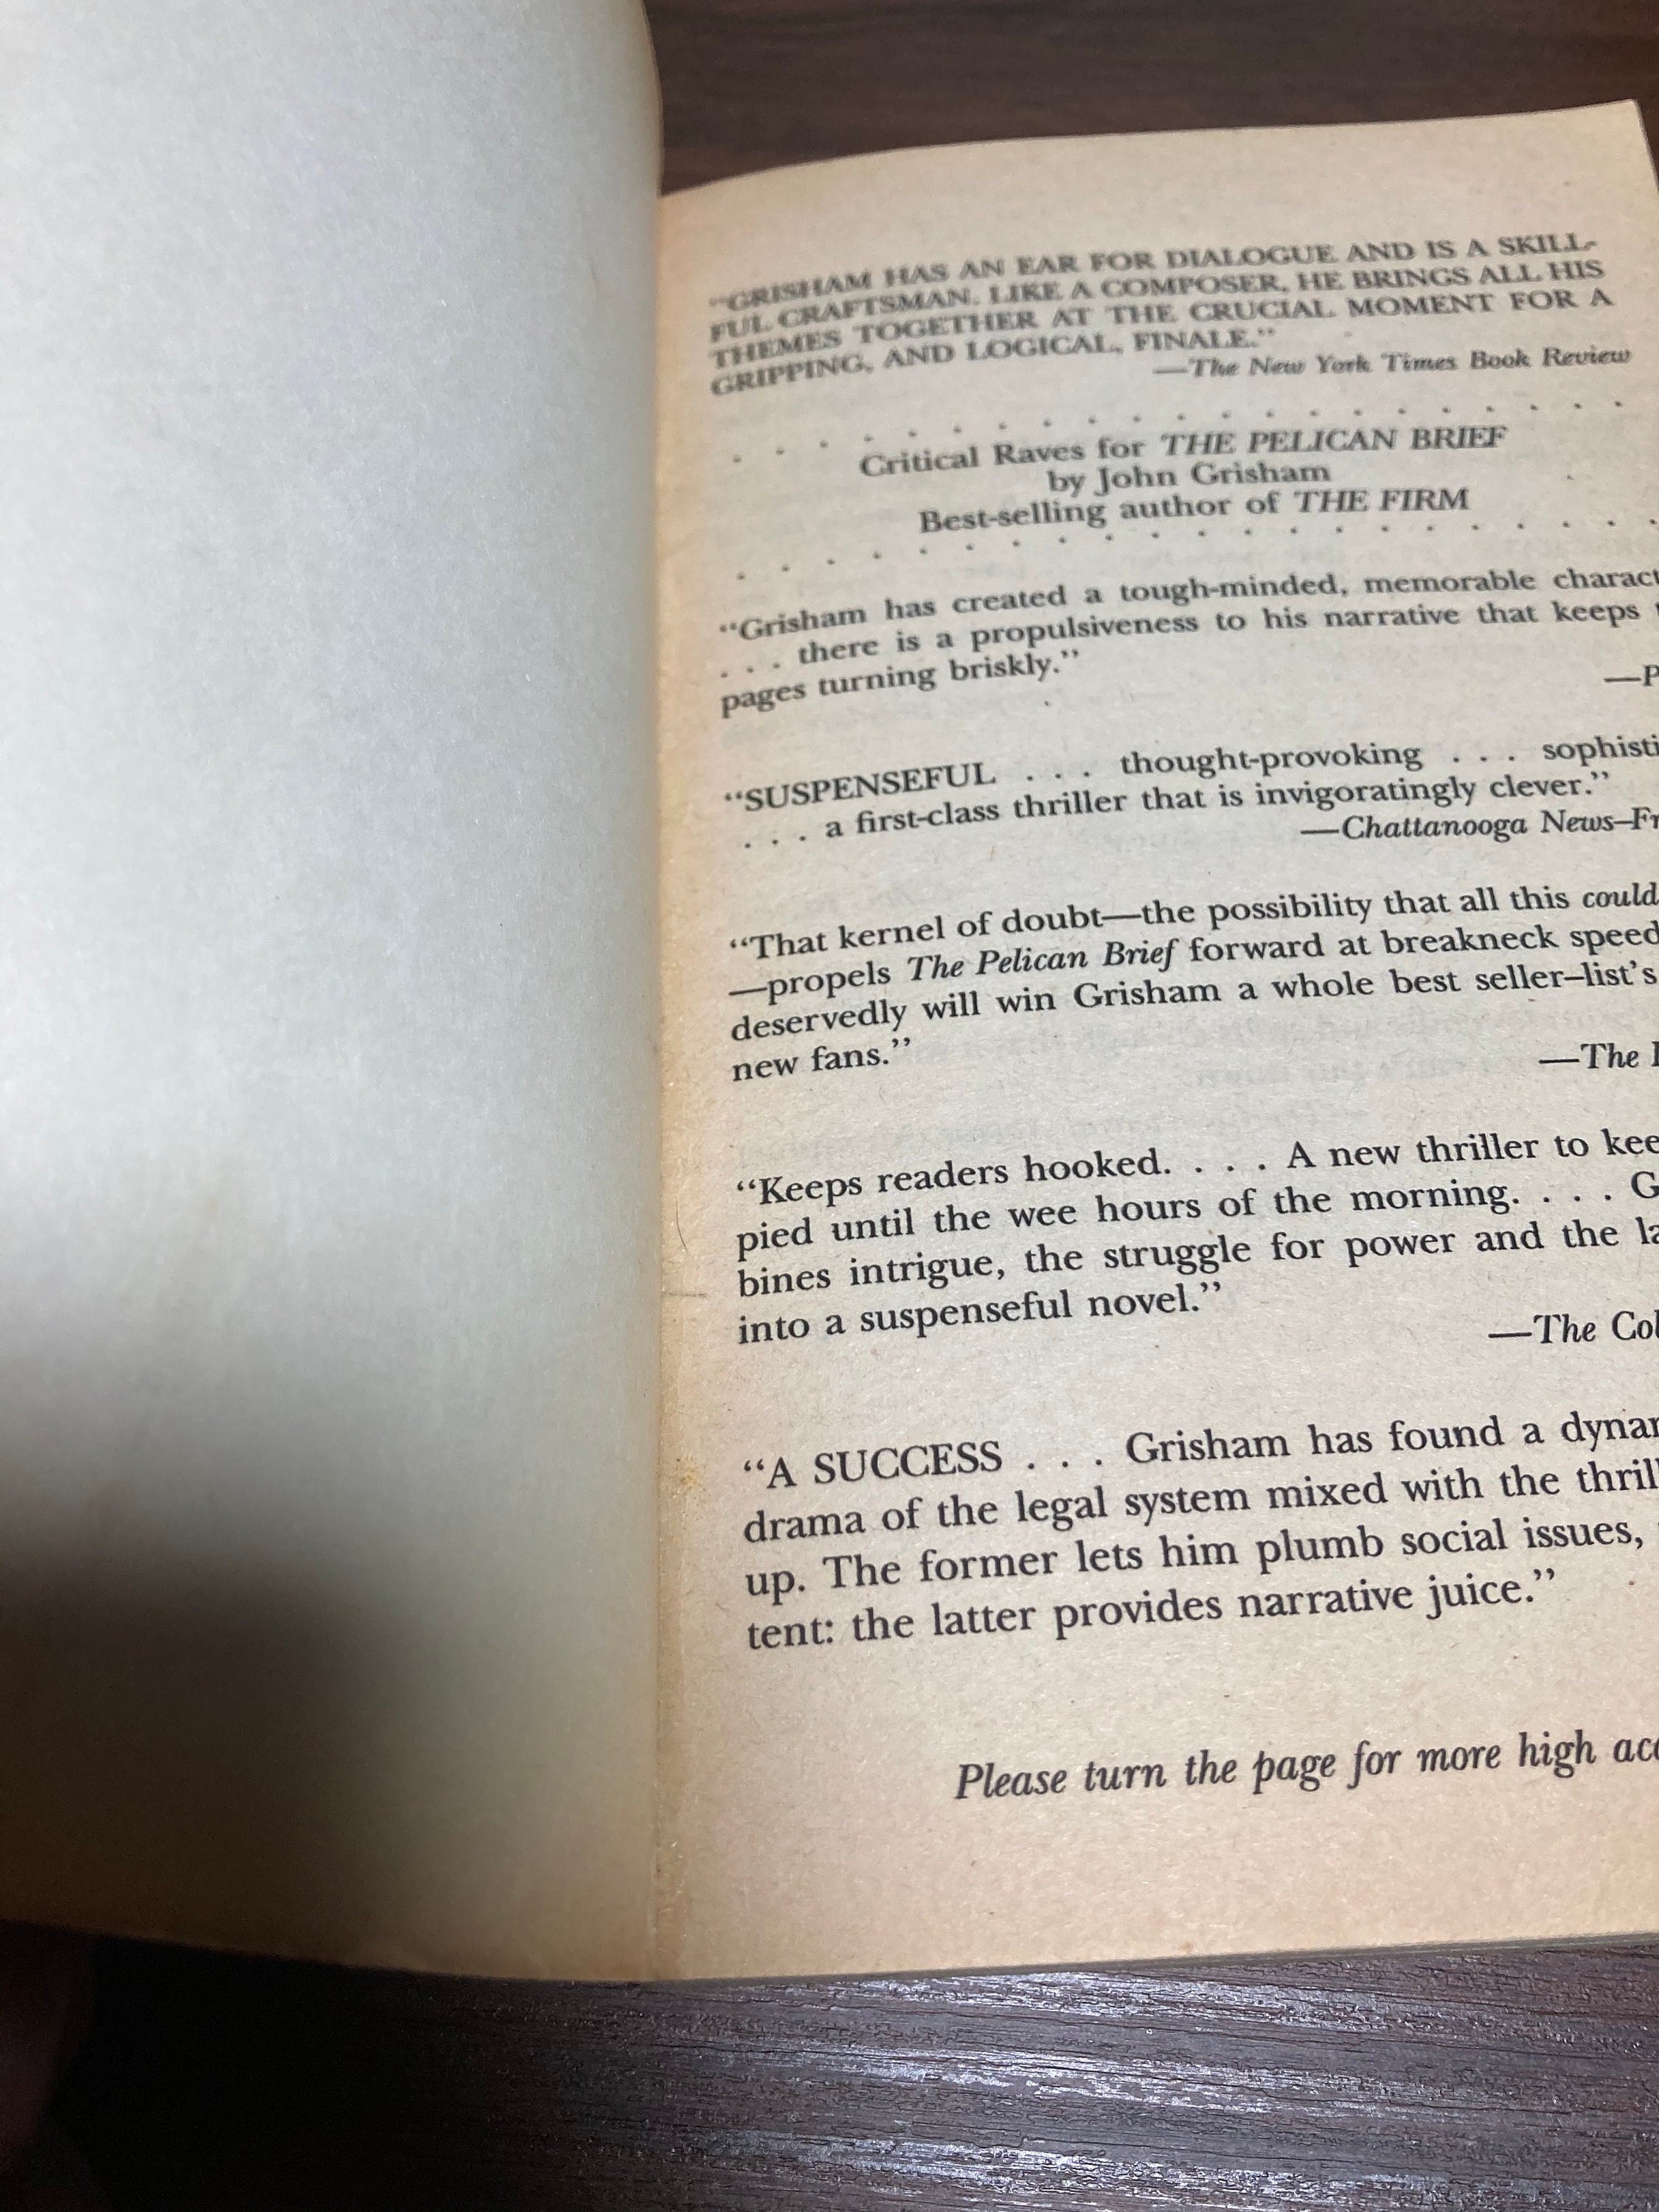 “GRISHAM HAS AN EAR FOR DIALOGUE AND IS A SKILL-
FUL CRAFTSMAN. LIKE A COMPOSER, HE BRINGS ALL HIS
THEMES TOGETHER AT THE CRUCIAL MOMENT FOR A
GRIPPING, AND LOGICAL, FINALE.”
—The New York Times Book Review
Critical Raves for THE PELICAN BRIEF
by John Grisham
Best-selling author of THE FIRM
“Grisham has created a tough-minded, memorable
. . . there is a propulsiveness to his narrative that keeps
pages turning briskly.”
“SUSPENSEFUL . . . thought-provoking . . .
. . . a first-class thriller that is invigoratingly clever.”
—Chattanooga News–
“That kernel of doubt—the possibility that all this could
—propels The Pelican Brief forward at breakneck speed
deservedly will win Grisham a whole best seller–list’s
new fans.”
—The
“Keeps readers hooked. . . . A new thriller to
pied until the wee hours of the morning. . . .
bines intrigue, the struggle for power and the
into a suspenseful novel.”
—The
“A SUCCESS . . . Grisham has found a
drama of the legal system mixed with the
up. The former lets him plumb social issues,
tent: the latter provides narrative juice.”
Please turn the page for more high